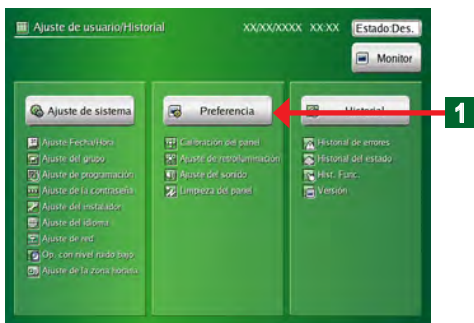 Ajuste de usuario/Historial
XX/XX/XXXX XX:XX
Estado:Des.
Monitor
Ajuste de sistema
Preferencia
Historial
1
Ajuste Fecha/Hora
Ajuste del grupo
Ajuste de programación
Ajuste de la contraseña
Ajuste del instalador
Ajuste del idioma
Ajuste de red
Op. con nivel ruido bajo
Ajuste de la zona horaria
Calibración del panel
Ajuste de retroiluminación
Ajuste del sonido
Limpieza del panel
Historial de errores
Historial del estado
Hist. Func.
Versión